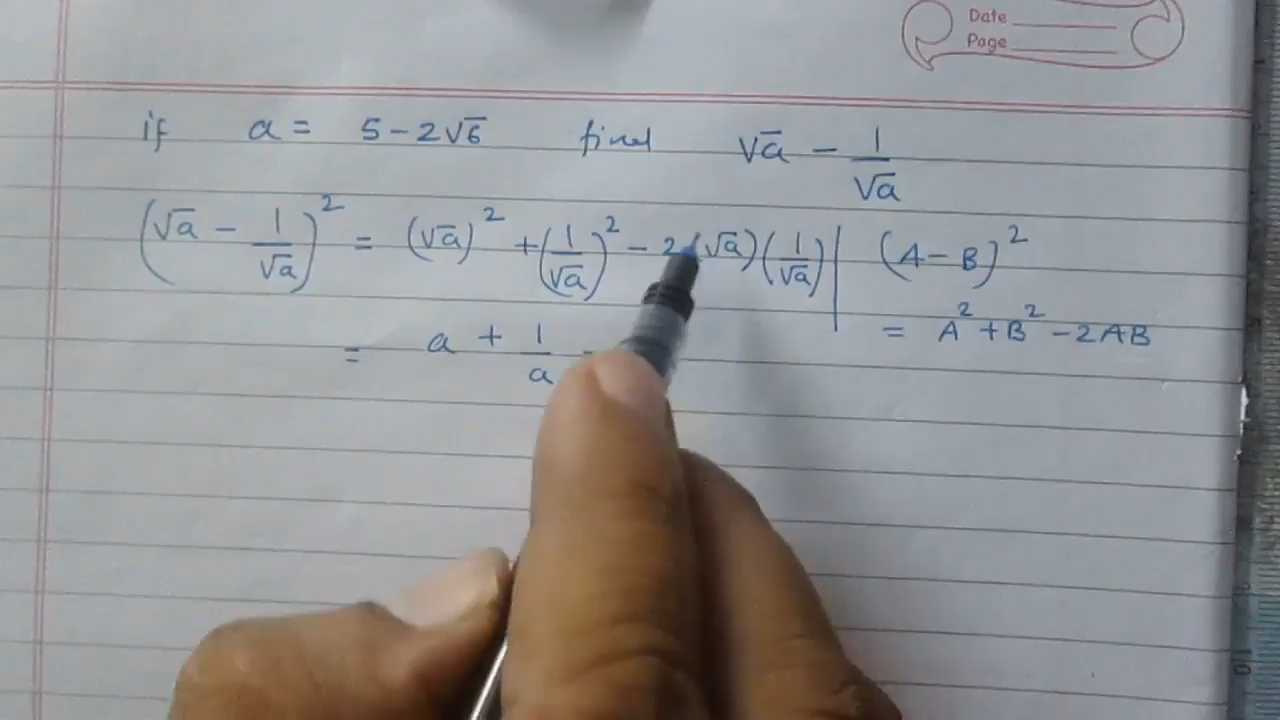 Date
Page
if a = 5 - 2√6 find √a - 1/√a
(√a - 1/√a)² = (√a)² + (1/√a)² - 2(√a)(1/√a) | (A - B)²
= a + 1/a -
= A² + B² - 2AB